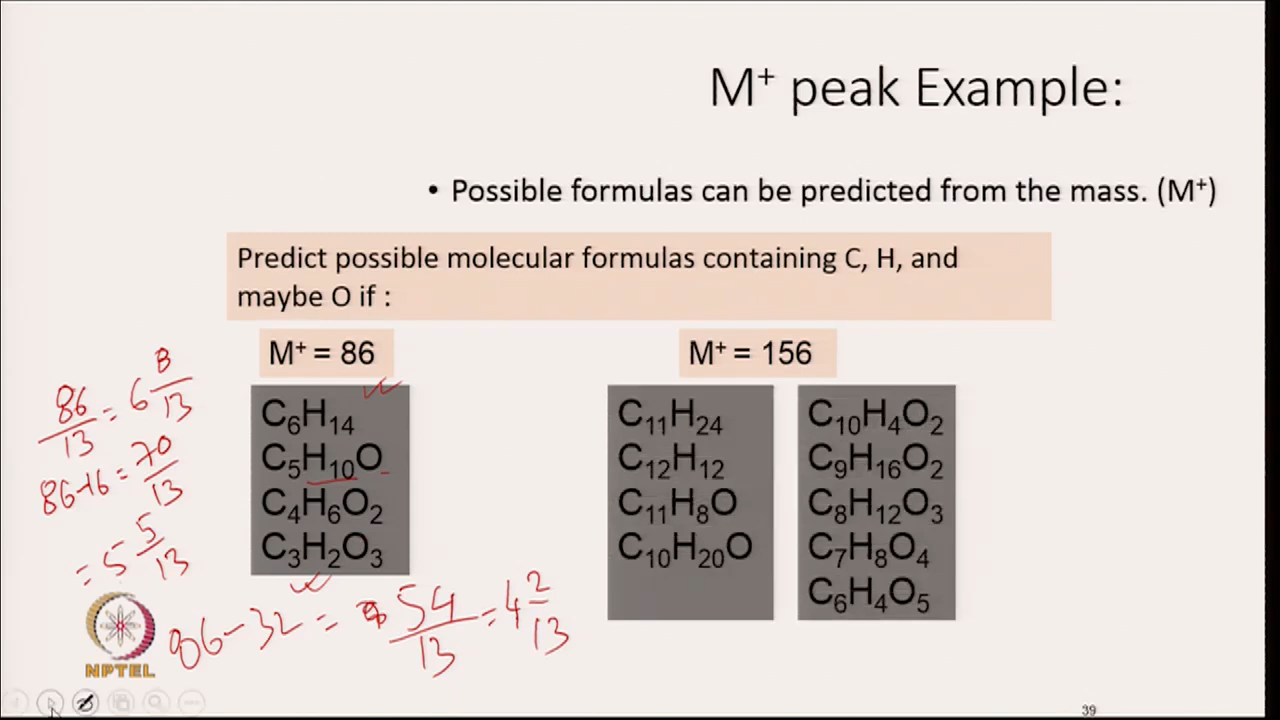 M⁺ peak Example:
• Possible formulas can be predicted from the mass. (M⁺)
Predict possible molecular formulas containing C, H, and
maybe O if :
M⁺ = 86
C₆H₁₄
C₅H₁₀O
C₄H₆O₂
C₃H₂O₃
M⁺ = 156
C₁₁H₂₄
C₁₂H₁₂
C₁₁H₈O
C₁₀H₂₀O
C₁₀H₄O₂
C₉H₁₆O₂
C₈H₁₂O₃
C₇H₈O₄
C₆H₄O₅
86/13 = 6 8/13
86-16 = 70/13
= 5 5/13
86-32 = 54/13 = 4 2/13
NPTEL
39